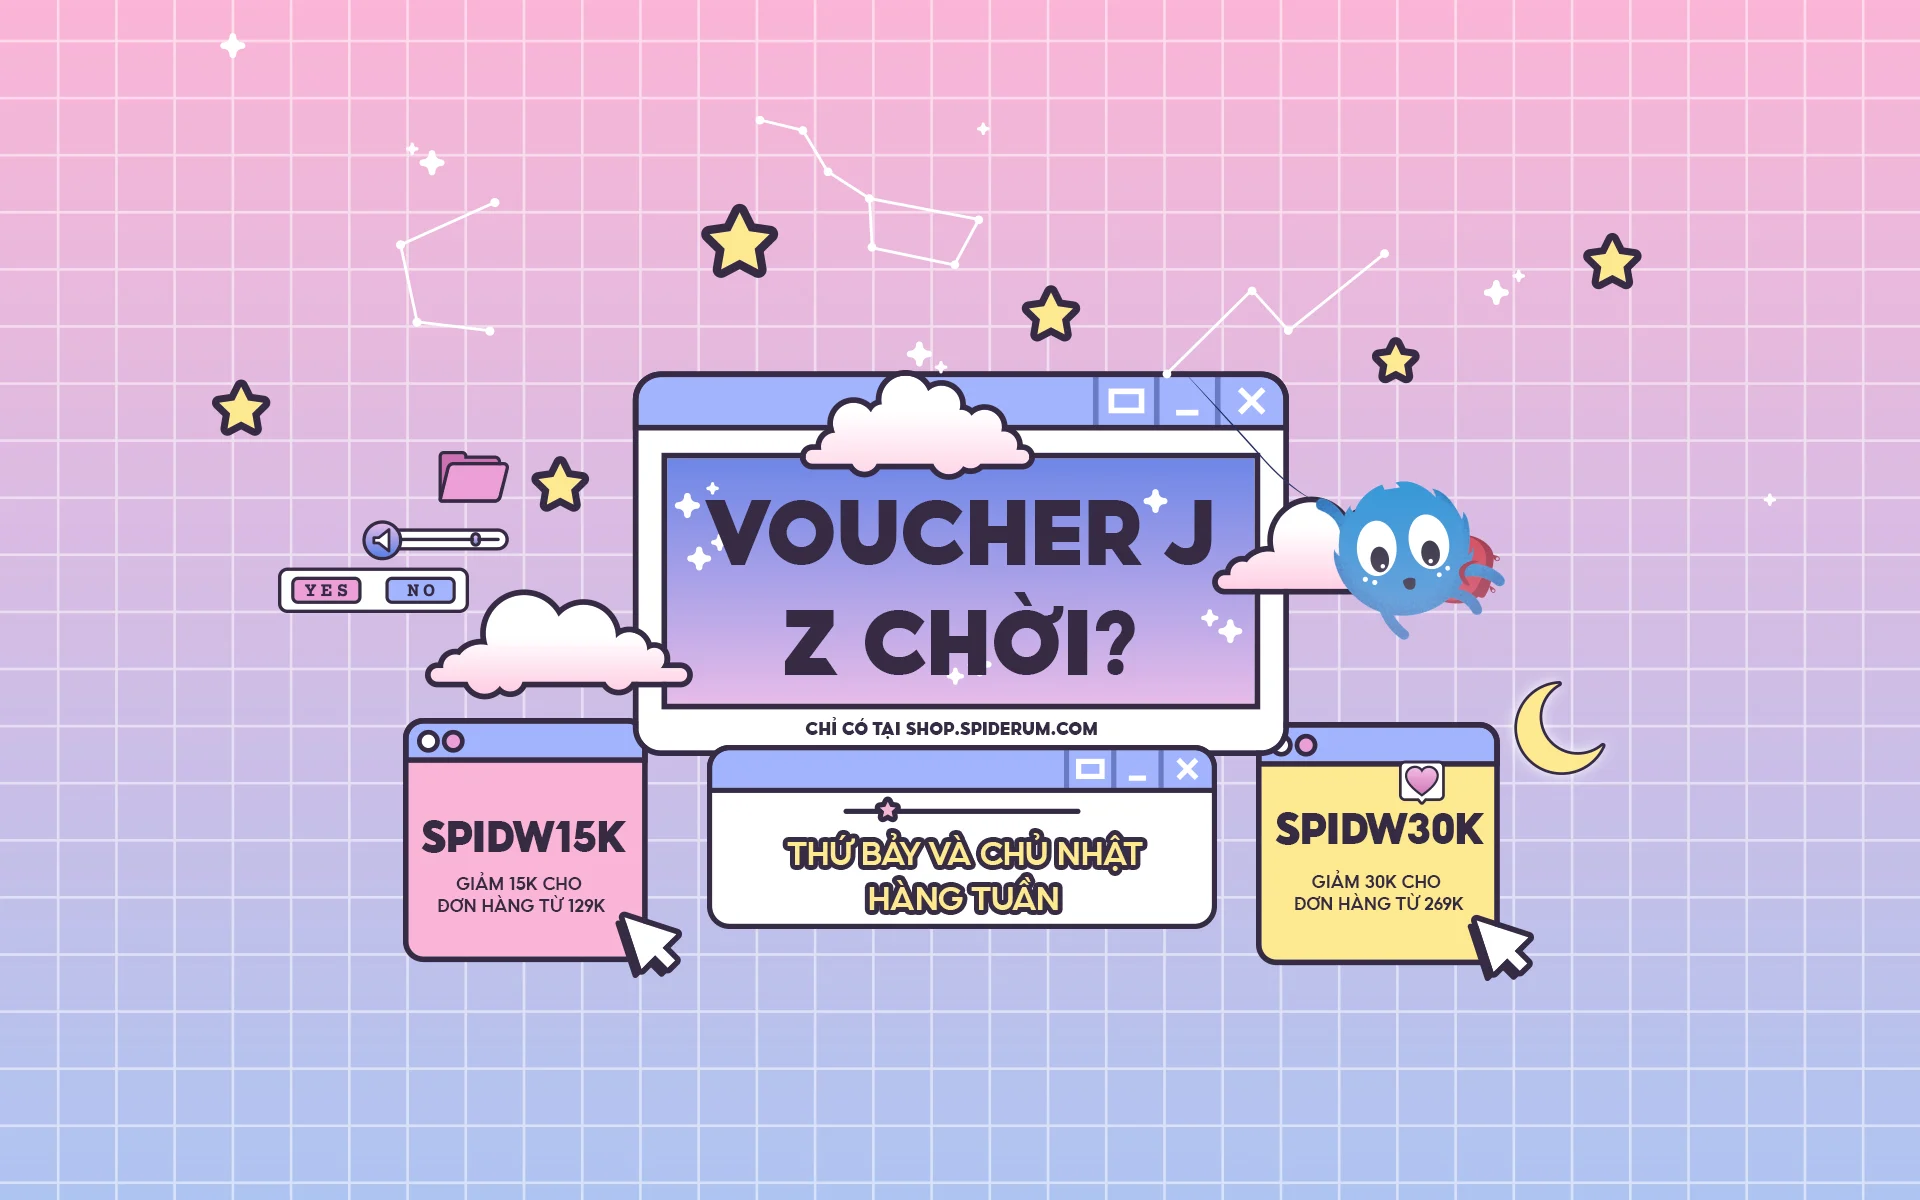 VOUCHER J
Z CHỜI?
CHỈ CÓ TẠI SHOP.SPIDERUM.COM
YES NO
SPIDW15K
GIẢM 15K CHO
ĐƠN HÀNG TỪ 129K
THỨ BẢY VÀ CHỦ NHẬT
HÀNG TUẦN
SPIDW30K
GIẢM 30K CHO
ĐƠN HÀNG TỪ 269K